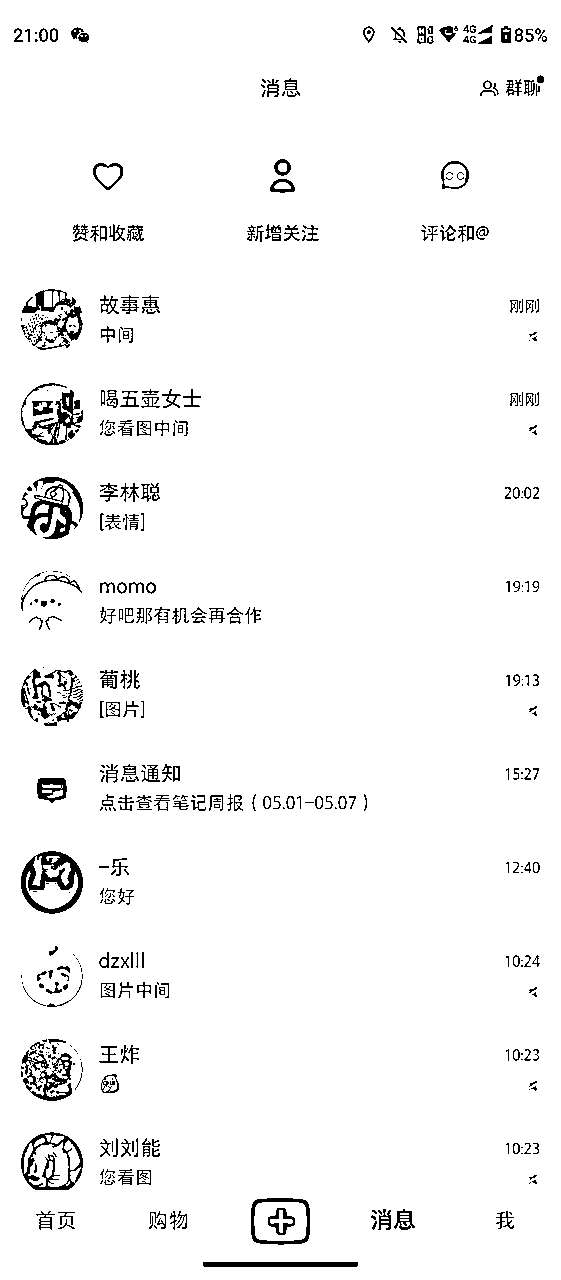 21:00 4G 4G 85%
消息 群聊
赞和收藏 新增关注 评论和@
故事惠 刚刚
中间
喝五壶女士 刚刚
您看图中间
李林聪 20:02
[表情]
momo 19:19
好吧那有机会再合作
葡桃 19:13
[图片]
消息通知 15:27
点击查看笔记周报（05.01-05.07）
一乐 12:40
您好
dzxlll 10:24
图片中间
王炸 10:23
刘刘能 10:23
您看图
首页 购物 消息 我